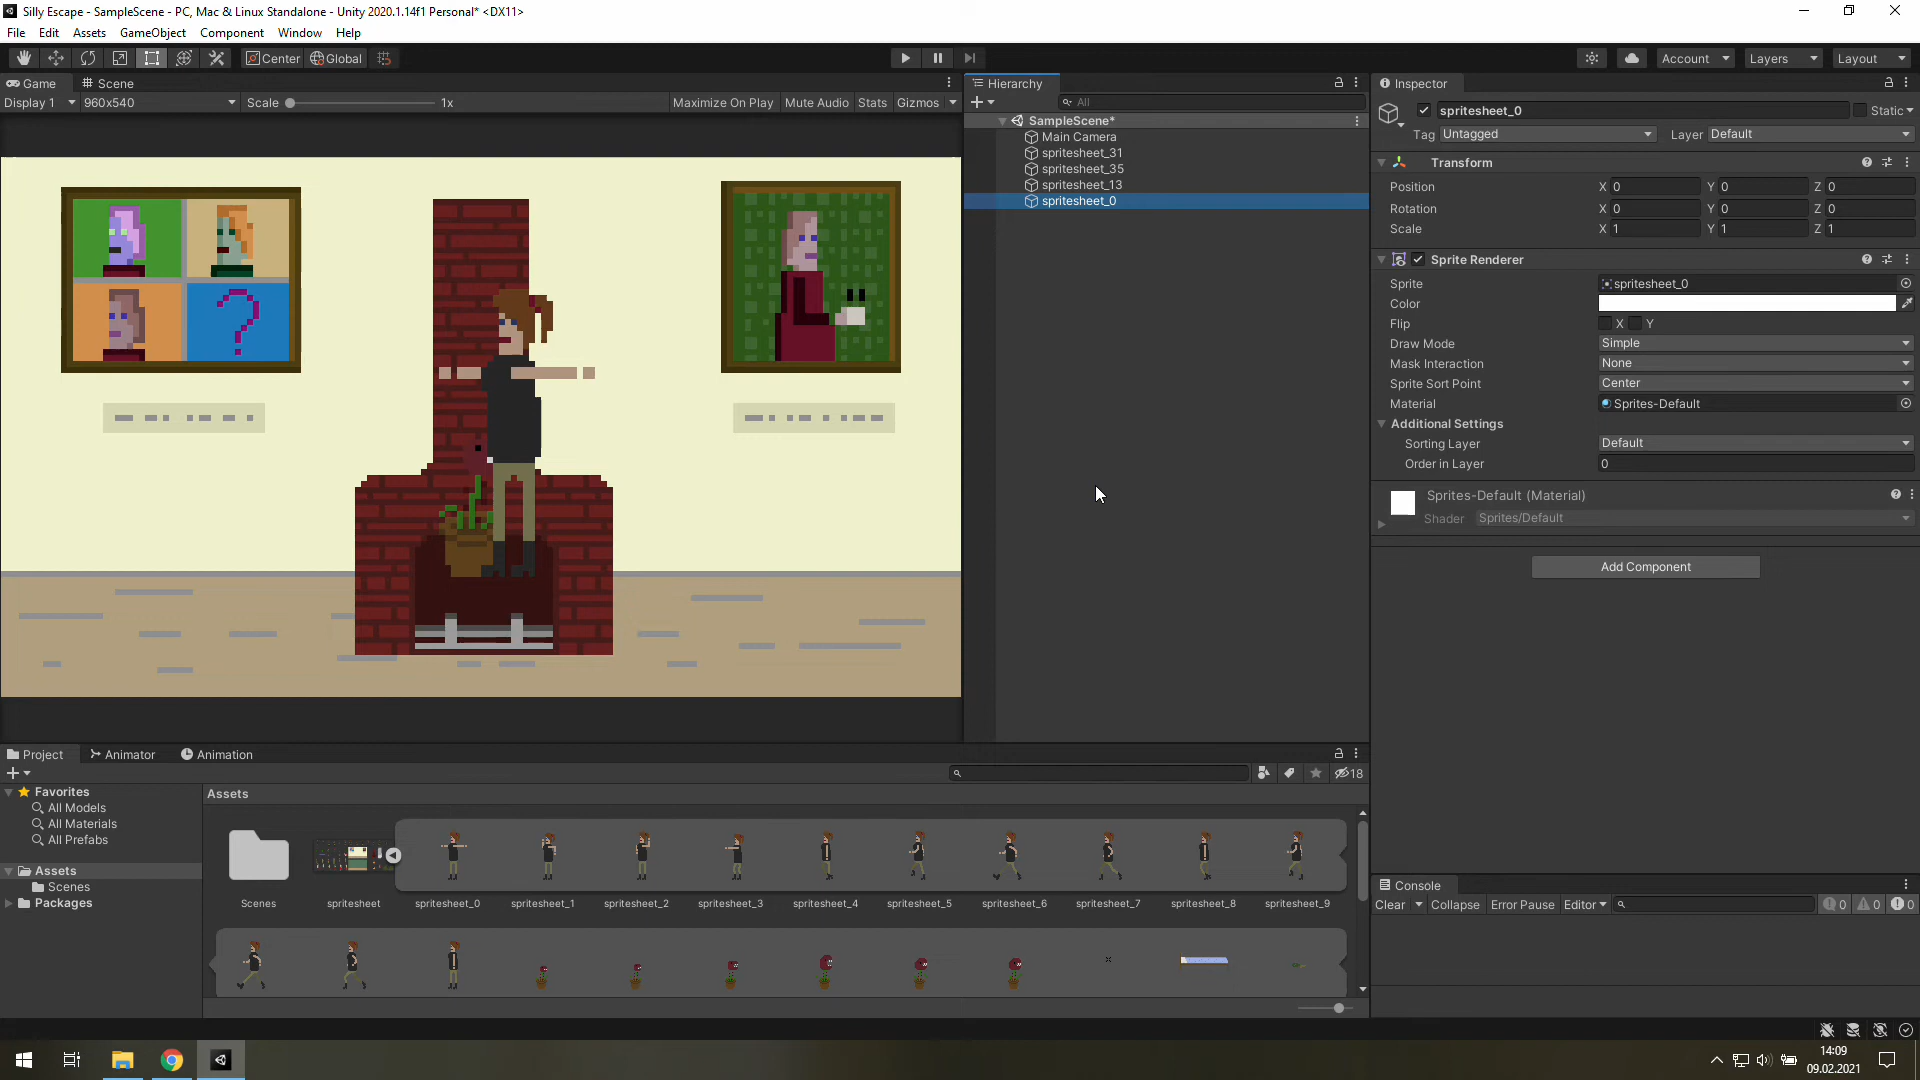 Silly Escape - SampleScene - PC, Mac & Linux Standalone - Unity 2020.1.14f1 Personal* <DX11>
File Edit Assets GameObject Component Window Help
Center Global Account Layers Layout
Game Scene
Display 1 960x540 Scale 1x Maximize On Play Mute Audio Stats Gizmos
Hierarchy
All
SampleScene*
Main Camera
spritesheet_31
spritesheet_35
spritesheet_13
spritesheet_0
Inspector
spritesheet_0 Static
Tag Untagged Layer Default
Transform
Position X 0 Y 0 Z 0
Rotation X 0 Y 0 Z 0
Scale X 1 Y 1 Z 1
Sprite Renderer
Sprite spritesheet_0
Color
Flip X Y
Draw Mode Simple
Mask Interaction None
Sprite Sort Point Center
Material Sprites-Default
Additional Settings
Sorting Layer Default
Order in Layer 0
Sprites-Default (Material)
Shader Sprites/Default
Add Component
Project Animator Animation
18
Favorites
All Models
All Materials
All Prefabs
Assets
Scenes
Packages
Assets
Scenes spritesheet spritesheet_0 spritesheet_1 spritesheet_2 spritesheet_3 spritesheet_4 spritesheet_5 spritesheet_6 spritesheet_7 spritesheet_8 spritesheet_9
Console
Clear Collapse Error Pause Editor 0 0 0
14:09
09.02.2021